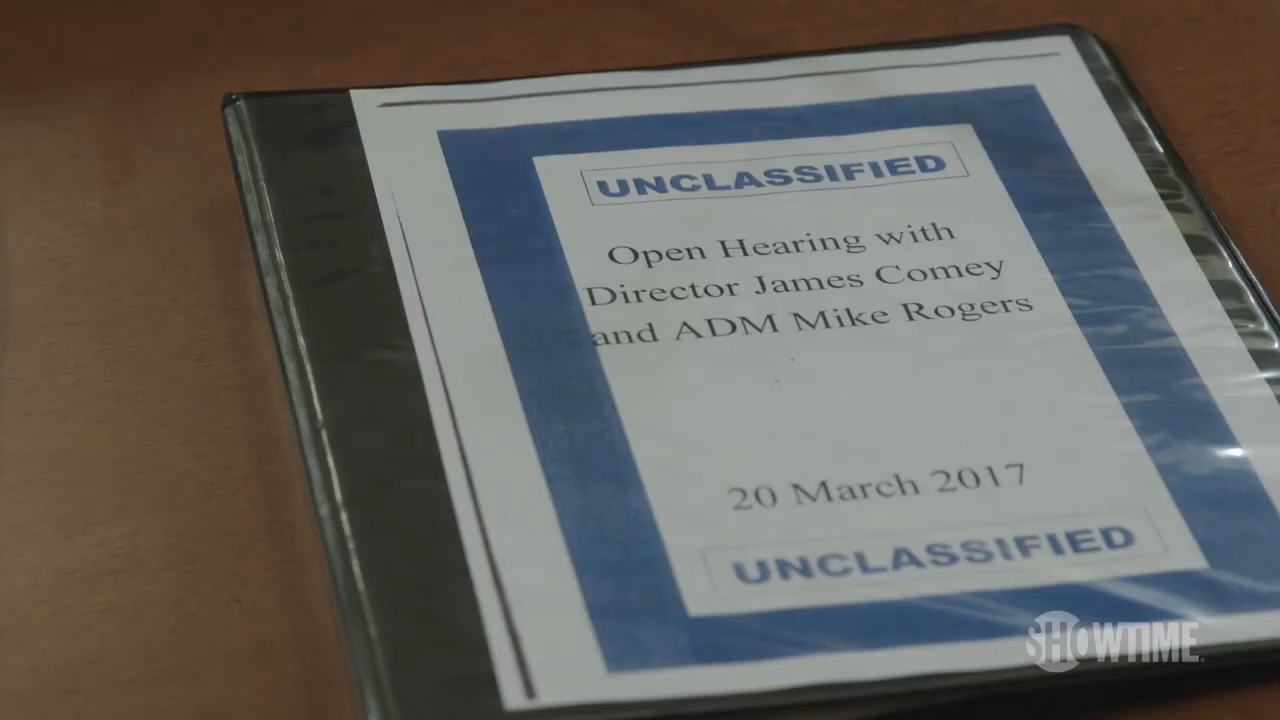 UNCLASSIFIED
Open Hearing with
Director James Comey
and ADM Mike Rogers
20 March 2017
UNCLASSIFIED
SHOWTIME